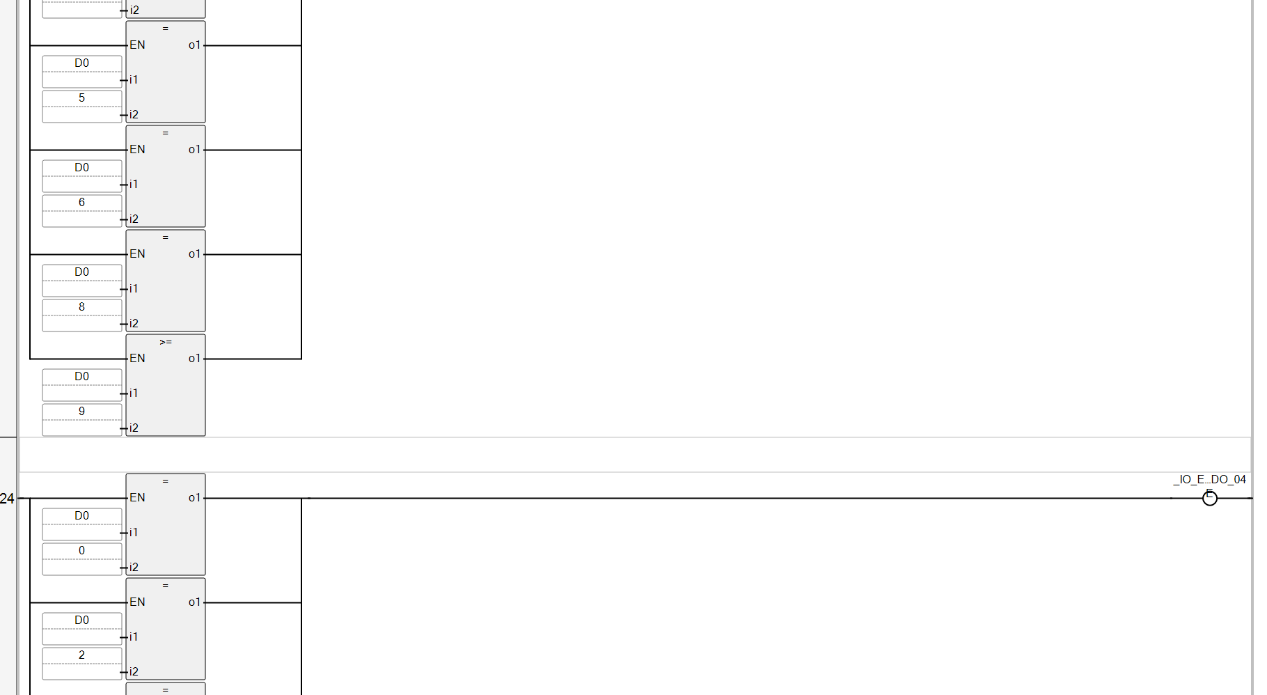 i2
=
EN o1
D0
i1
5
i2
=
EN o1
D0
i1
6
i2
=
EN o1
D0
i1
8
i2
>=
EN o1
D0
i1
9
i2
_IO_E...DO_04
=
24 EN o1 E
D0
i1
0
i2
=
EN o1
D0
i1
2
i2
=